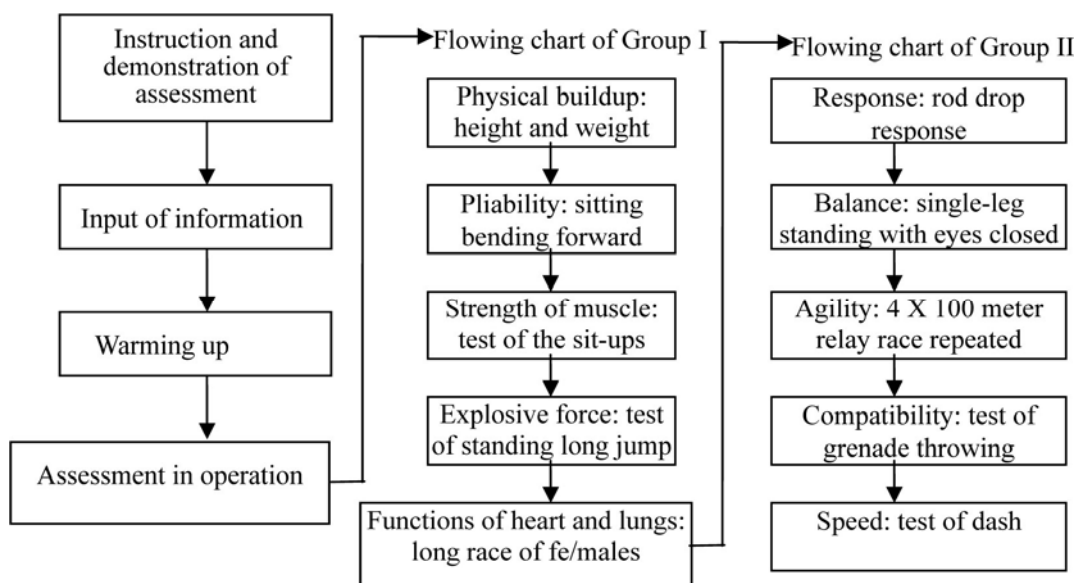 Instruction and
demonstration of
assessment
Input of information
Warming up
Assessment in operation
Flowing chart of Group I
Physical buildup:
height and weight
Pliability: sitting
bending forward
Strength of muscle:
test of the sit-ups
Explosive force: test
of standing long jump
Functions of heart and lungs:
long race of fe/males
Flowing chart of Group II
Response: rod drop
response
Balance: single-leg
standing with eyes closed
Agility: 4 X 100 meter
relay race repeated
Compatibility: test of
grenade throwing
Speed: test of dash